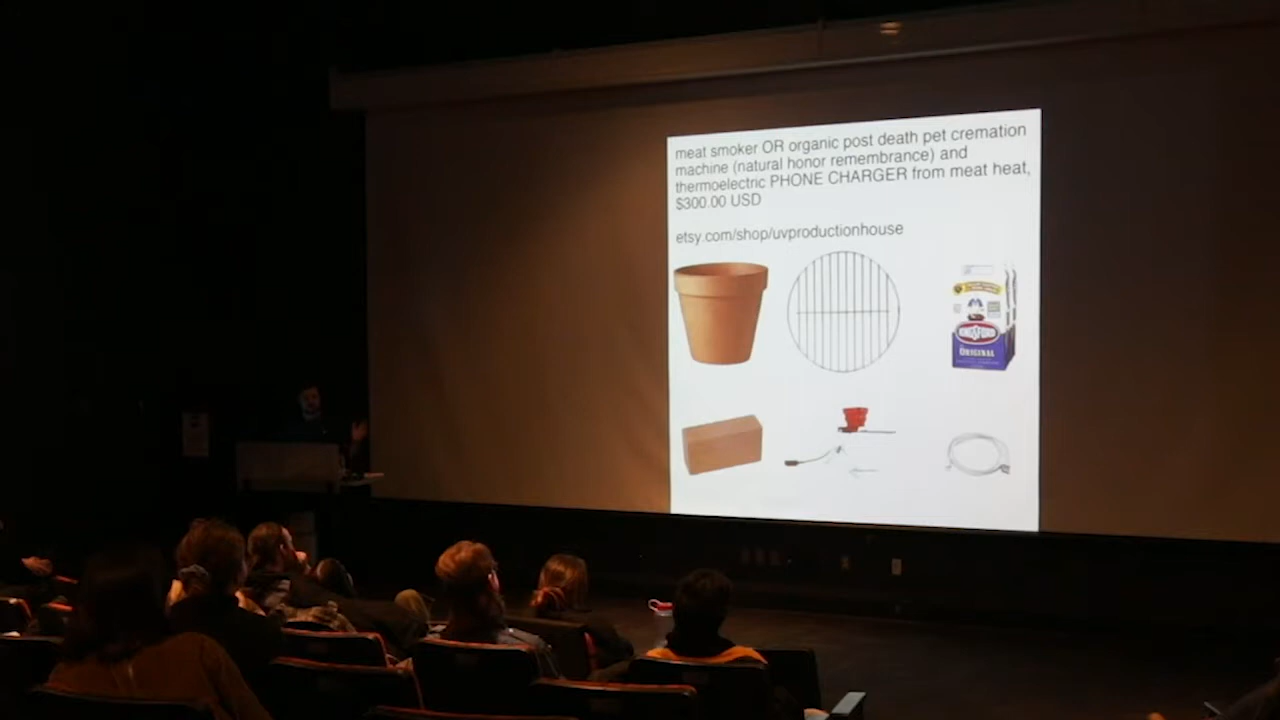 meat smoker OR organic post death pet cremation
machine (natural honor remembrance) and
thermoelectric PHONE CHARGER from meat heat,
$300.00 USD
etsy.com/shop/uvproductionhouse
KINGSFORD
ORIGINAL